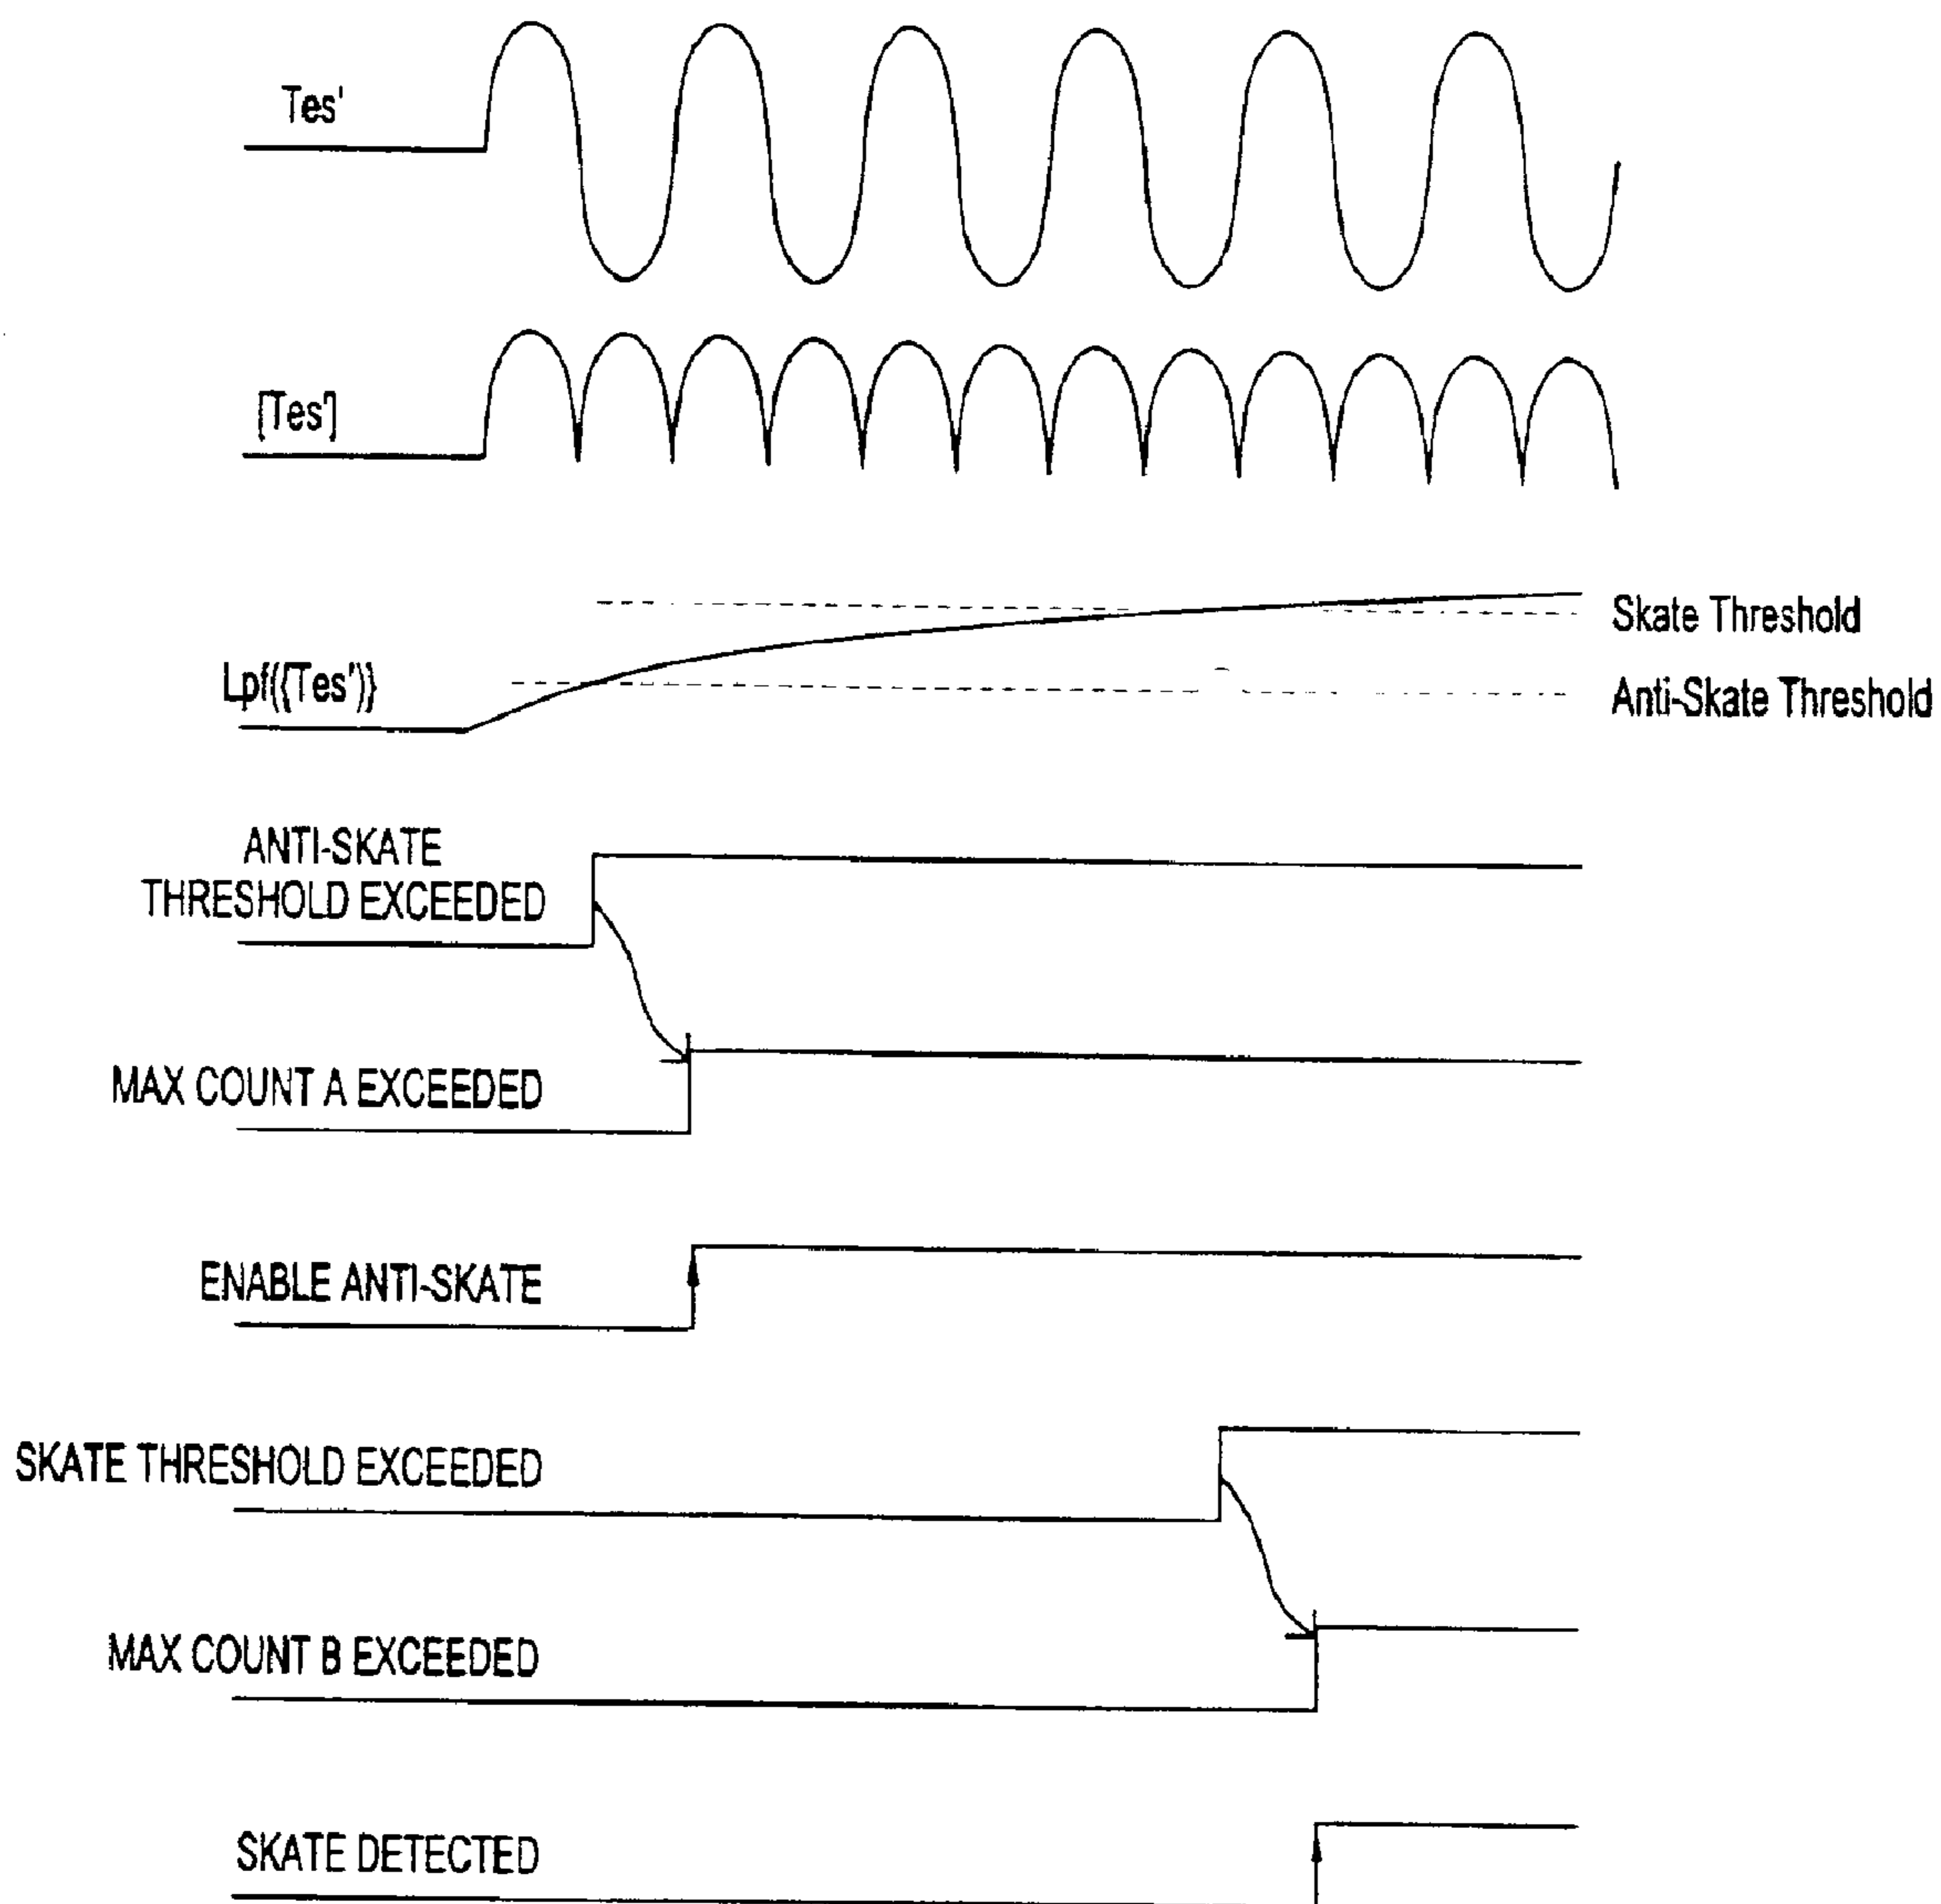 Tes'
[Tes']
Skate Threshold
Lpf({Tes'})
Anti-Skate Threshold
ANTI-SKATE
THRESHOLD EXCEEDED
MAX COUNT A EXCEEDED
ENABLE ANTI-SKATE
SKATE THRESHOLD EXCEEDED
MAX COUNT B EXCEEDED
SKATE DETECTED